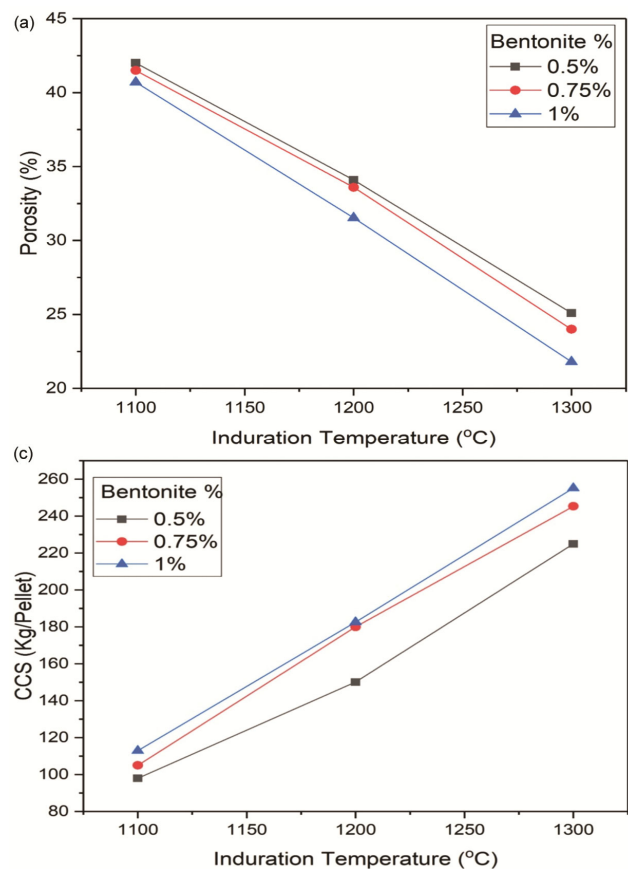 (a)
45
40
35
30
25
20
Porosity (%)
Bentonite %
0.5%
0.75%
1%
1100 1150 1200 1250 1300
Induration Temperature (°C)
(c)
260
240
220
200
180
160
140
120
100
80
CCS (Kg/Pellet)
Bentonite %
0.5%
0.75%
1%
1100 1150 1200 1250 1300
Induration Temperature (°C)